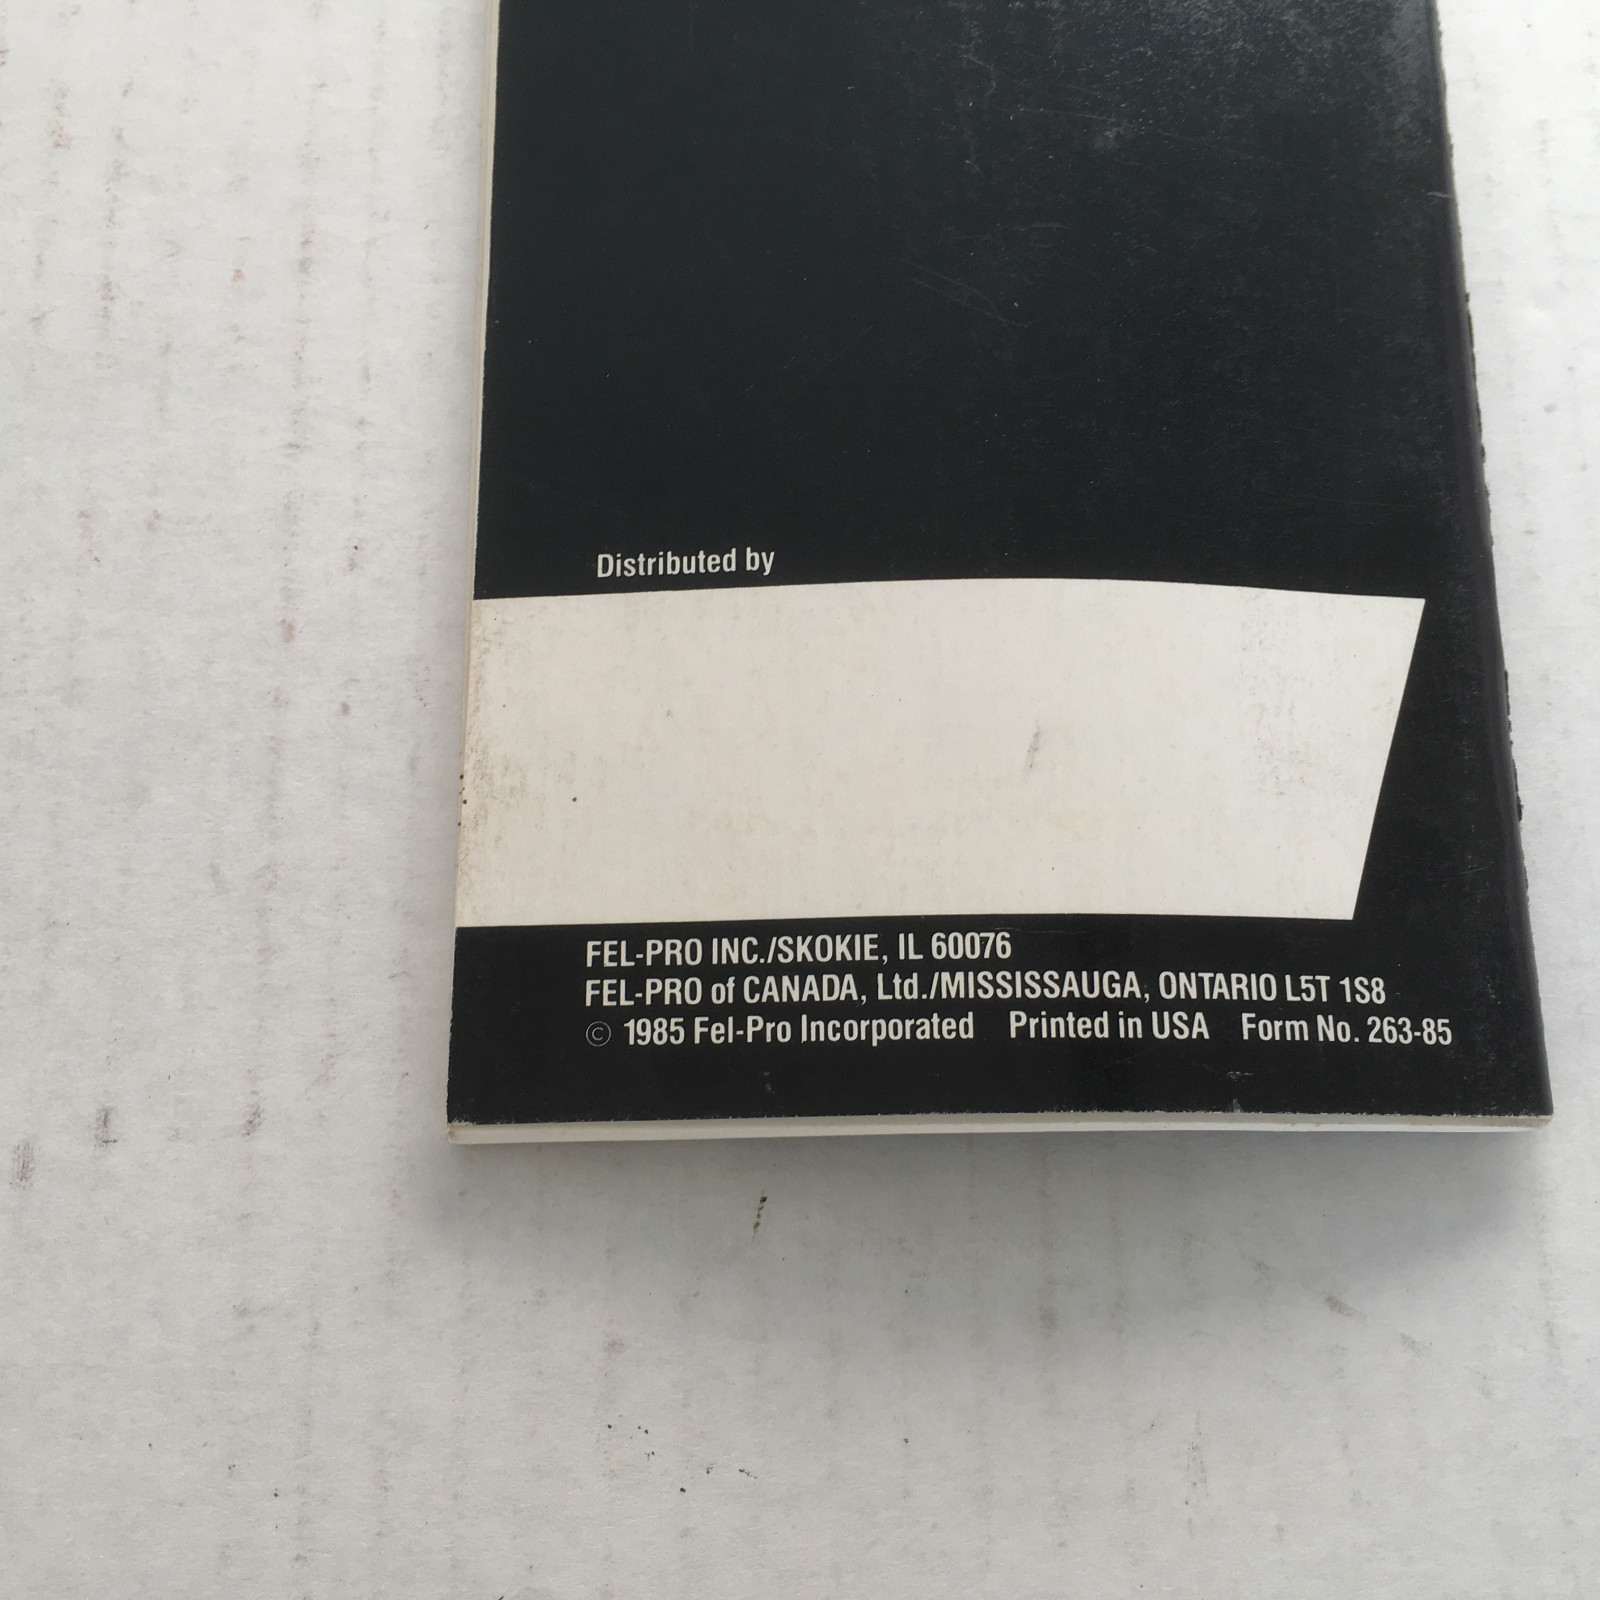 Distributed by
FEL-PRO INC./SKOKIE, IL 60076
FEL-PRO of CANADA, Ltd./MISSISSAUGA, ONTARIO L5T 1S8
© 1985 Fel-Pro Incorporated Printed in USA Form No. 263-85